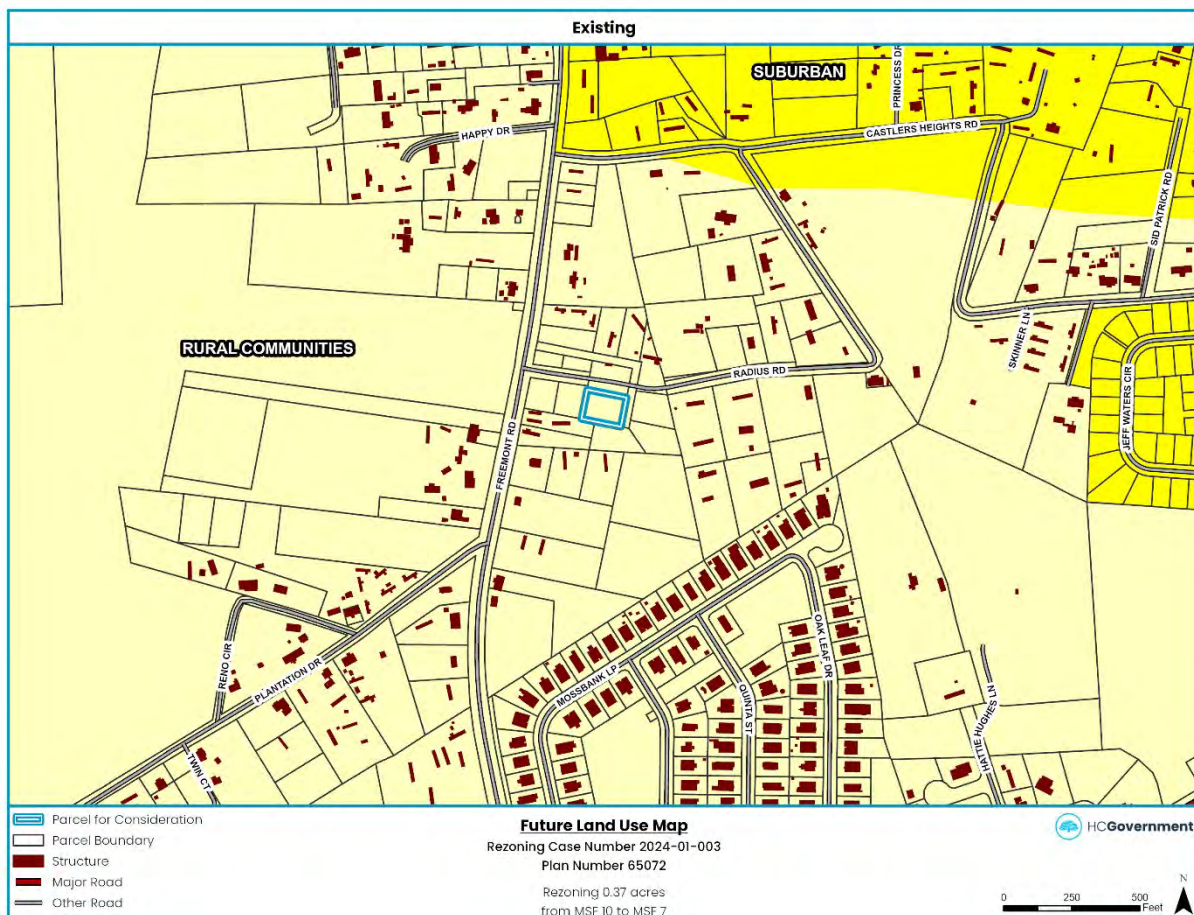 Existing
SUBURBAN
PRINCESS DR
CASTLERS HEIGHTS RD
HAPPY DR
SID PATRICK RD
RURAL COMMUNITIES
SKINNER LN
RADIUS RD
JEFF WATERS CIR
FREEMONT RD
OAK LEAF DR
RENO CIR
PLANTATION DR
MOSSBANK LP
QUINTA ST
HATTIE HUGHES LN
TWIN CT
Parcel for Consideration
Parcel Boundary
Structure
Major Road
Other Road
Future Land Use Map
Rezoning Case Number 2024-01-003
Plan Number 65072
Rezoning 0.37 acres
from MSF 10 to MSF 7
HCGovernment
N
0 250 500
Feet